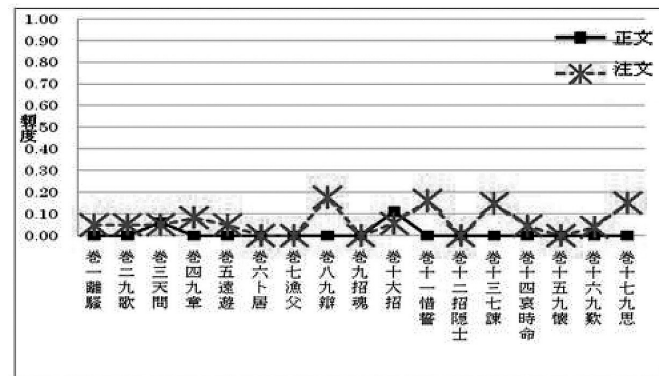 1.00
0.90
0.80
0.70
0.60
0.50
0.40
0.30
0.20
0.10
0.00
頻度
正文
注文
巻一離騷
巻二九歌
巻三天問
巻四九章
巻五遠遊
巻六卜居
巻七漁父
巻八九辯
巻九招魂
巻十大招
巻十一惜誓
巻十二招隠士
巻十三七諫
巻十四哀時命
巻十五九懐
巻十六九歎
巻十七九思